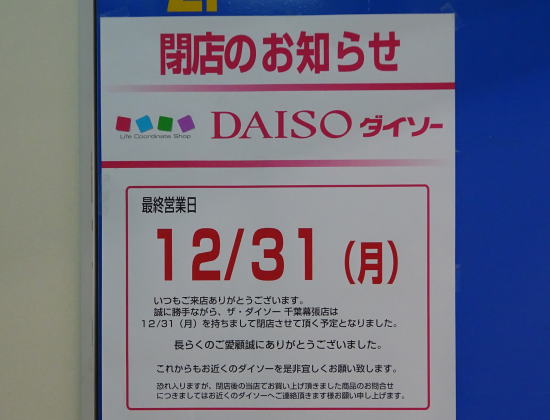 閉店のお知らせ
Life Coordinate Shop
DAISO ダイソー
最終営業日
12/31(月)
いつもご来店ありがとうございます。
誠に勝手ながら、ザ・ダイソー 千葉幕張店は
12/31(月)を持ちまして閉店させて頂く予定となりました。
長らくのご愛顧誠にありがとうございました。
これからもお近くのダイソーを是非宜しくお願い致します。
恐れ入りますが、閉店後の当店でお買い上げ頂きました商品のお問合せ
につきましてはお近くのダイソーへご連絡頂きます様お願い申し上げます。